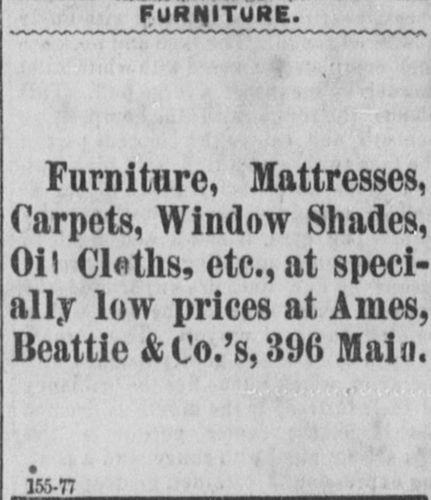 FURNITURE.
Furniture, Mattresses,
Carpets, Window Shades,
Oil Cloths, etc., at speci-
ally low prices at Ames,
Beattie & Co.'s, 396 Main.
155-77